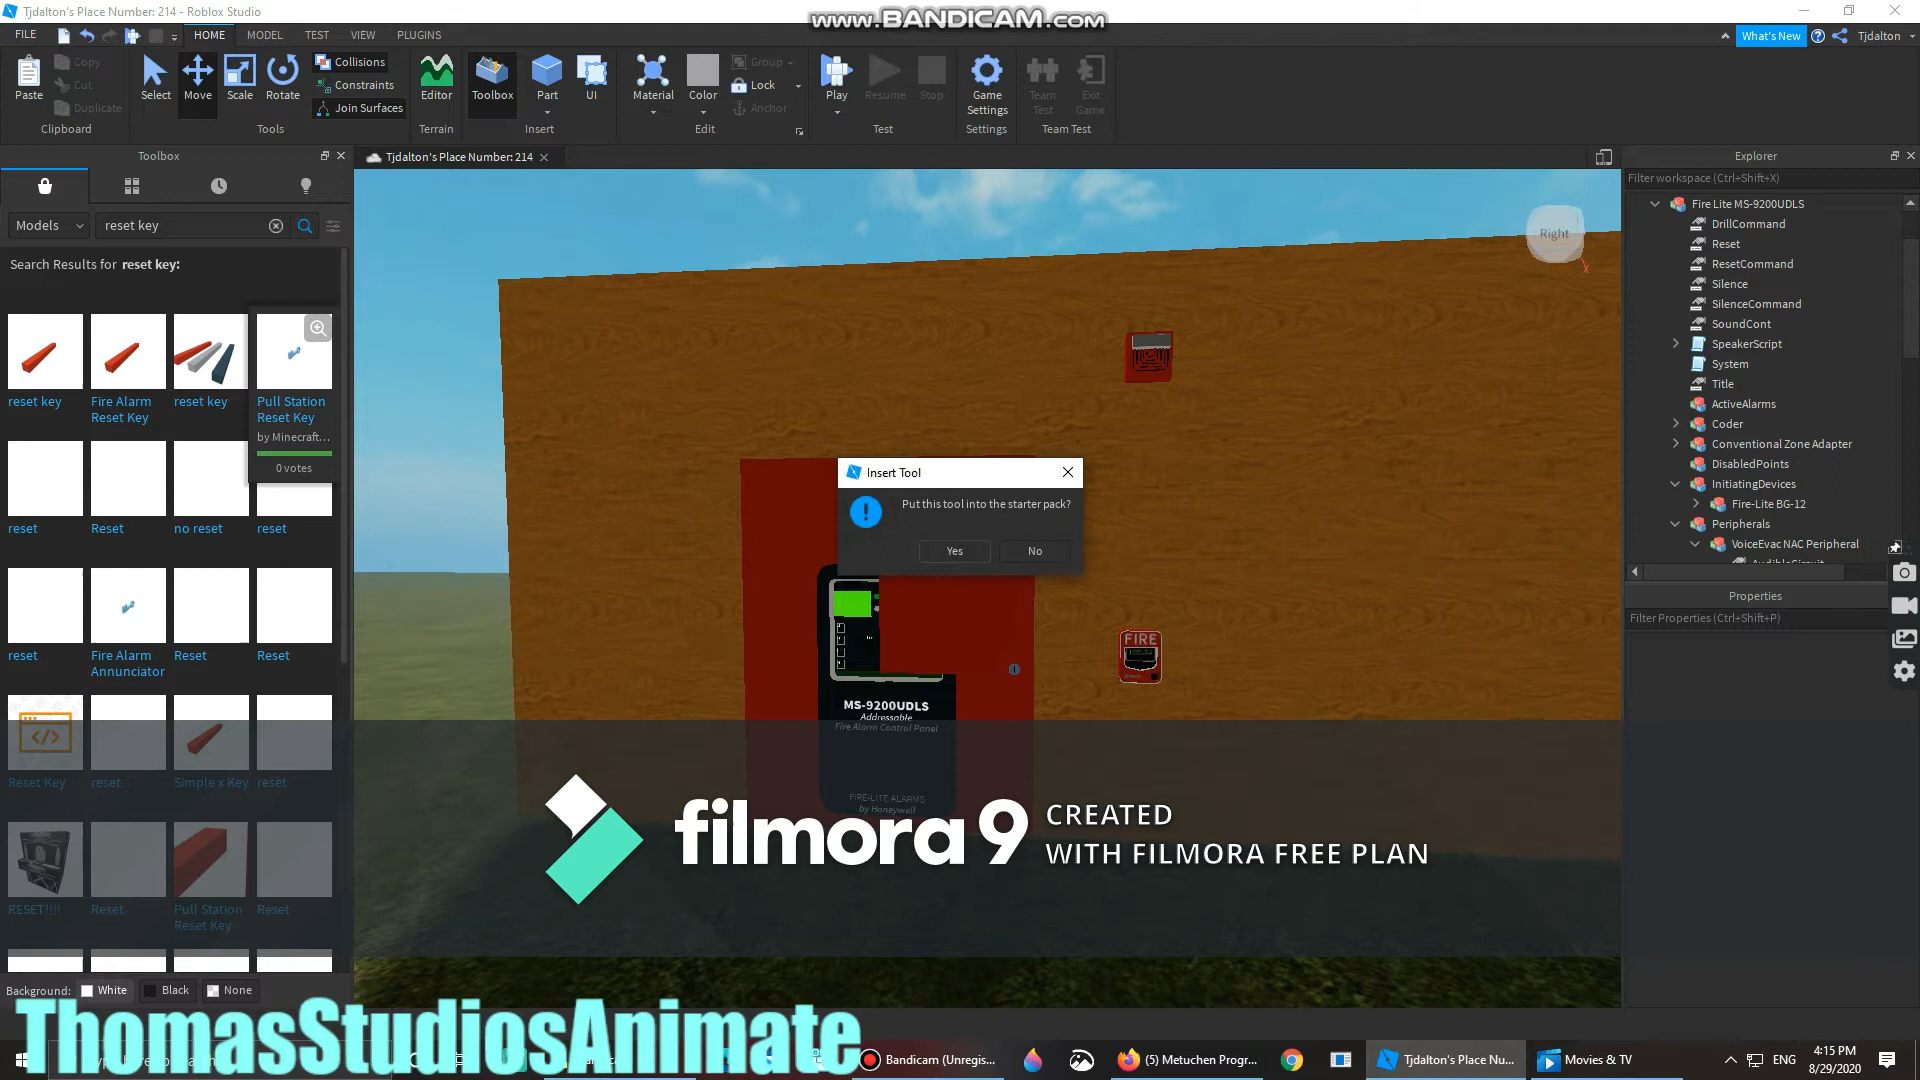 Tjdalton's Place Number: 214 - Roblox Studio
www.BANDICAM.com
FILE HOME MODEL TEST VIEW PLUGINS
What's New Tjdalton
Paste Copy Cut Duplicate Clipboard
Select Move Scale Rotate Collisions Constraints Join Surfaces Tools
Editor Terrain
Toolbox Part UI Insert
Material Color Group Lock Anchor Edit
Play Resume Stop Test
Game Settings Settings
Team Test Exit Game Team Test
Toolbox
Tjdalton's Place Number: 214
Models reset key
Search Results for reset key:
reset key
Fire Alarm Reset Key
reset key
Pull Station Reset Key
by Minecraft...
0 votes
reset
Reset
no reset
reset
reset
Fire Alarm Annunciator
Reset
Reset
Reset Key
reset
Simple x Key
reset
RESET!!!!
Reset
Pull Station Reset Key
Reset
Background: White Black None
Right
X
Insert Tool
Put this tool into the starter pack?
Yes No
FIRE
MS-9200UDLS
Addressable
Fire Alarm Control Panel
FIRE-LITE ALARMS
by Honeywell
filmora9 CREATED
WITH FILMORA FREE PLAN
Explorer
Filter workspace (Ctrl+Shift+X)
Fire Lite MS-9200UDLS
DrillCommand
Reset
ResetCommand
Silence
SilenceCommand
SoundCont
SpeakerScript
System
Title
ActiveAlarms
Coder
Conventional Zone Adapter
DisabledPoints
InitiatingDevices
Fire-Lite BG-12
Peripherals
VoiceEvac NAC Peripheral
AudibleCircuit
Properties
Filter Properties (Ctrl+Shift+P)
ThomasStudiosAnimate
Bandicam (Unregis...
(5) Metuchen Progr...
Tjdalton's Place Nu...
Movies & TV
ENG
4:15 PM
8/29/2020